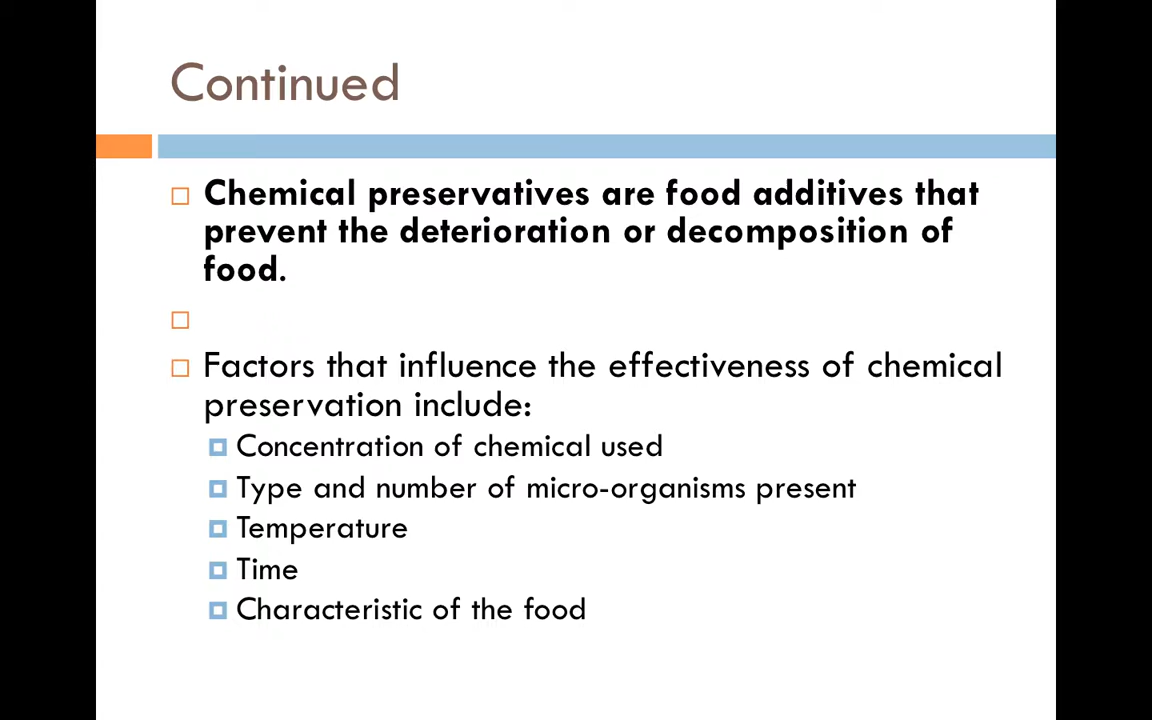 Continued
Chemical preservatives are food additives that
prevent the deterioration or decomposition of
food.
Factors that influence the effectiveness of chemical
preservation include:
Concentration of chemical used
Type and number of micro-organisms present
Temperature
Time
Characteristic of the food